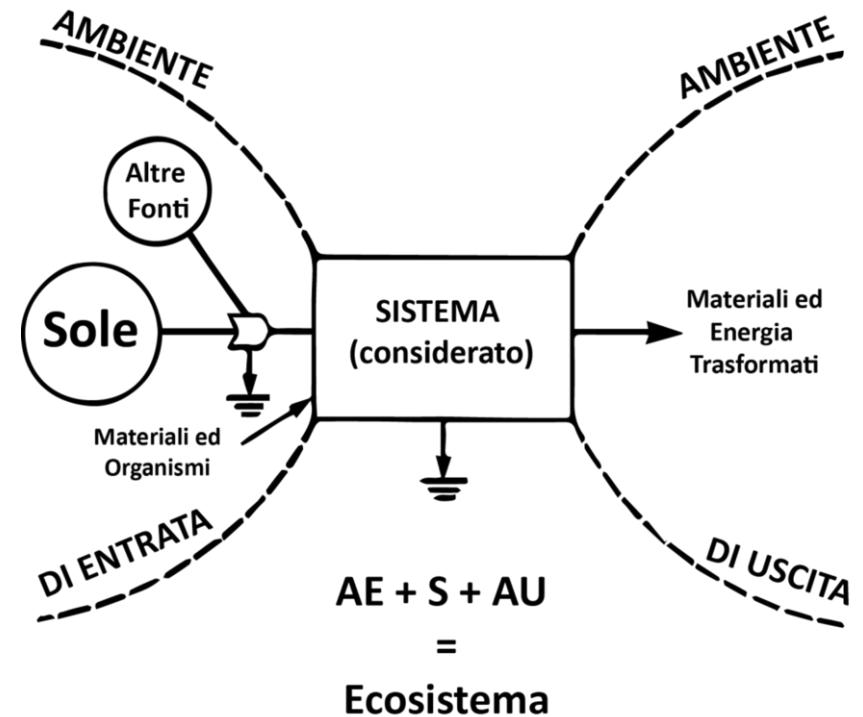 AMBIENTE
AMBIENTE
Altre
Fonti
Sole
SISTEMA
(considerato)
Materiali ed
Energia
Trasformati
Materiali ed
Organismi
DI ENTRATA
DI USCITA
AE + S + AU
=
Ecosistema